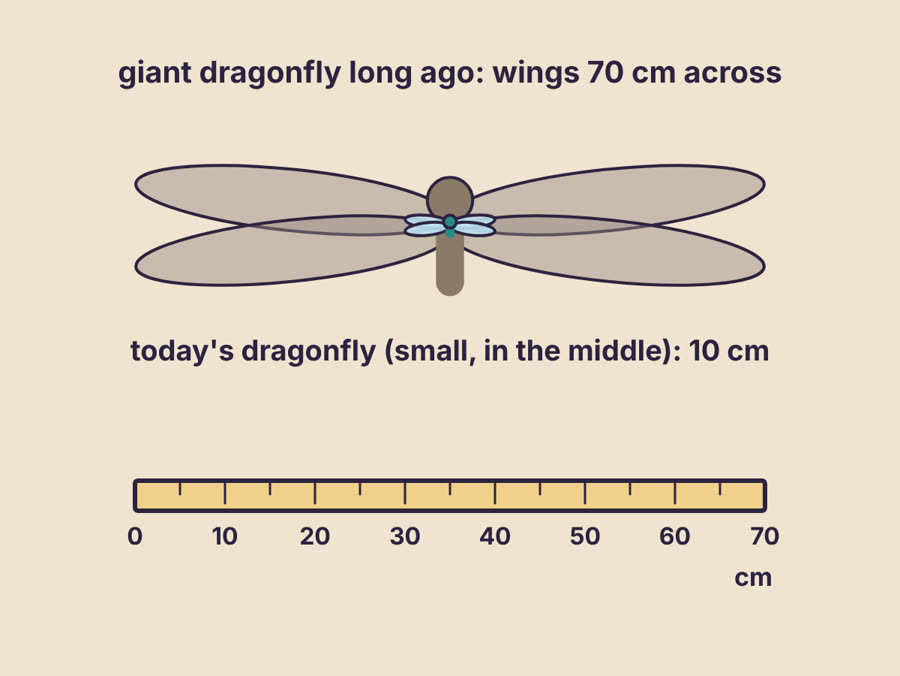 giant dragonfly long ago: wings 70 cm across
today's dragonfly (small, in the middle): 10 cm
0 10 20 30 40 50 60 70
cm